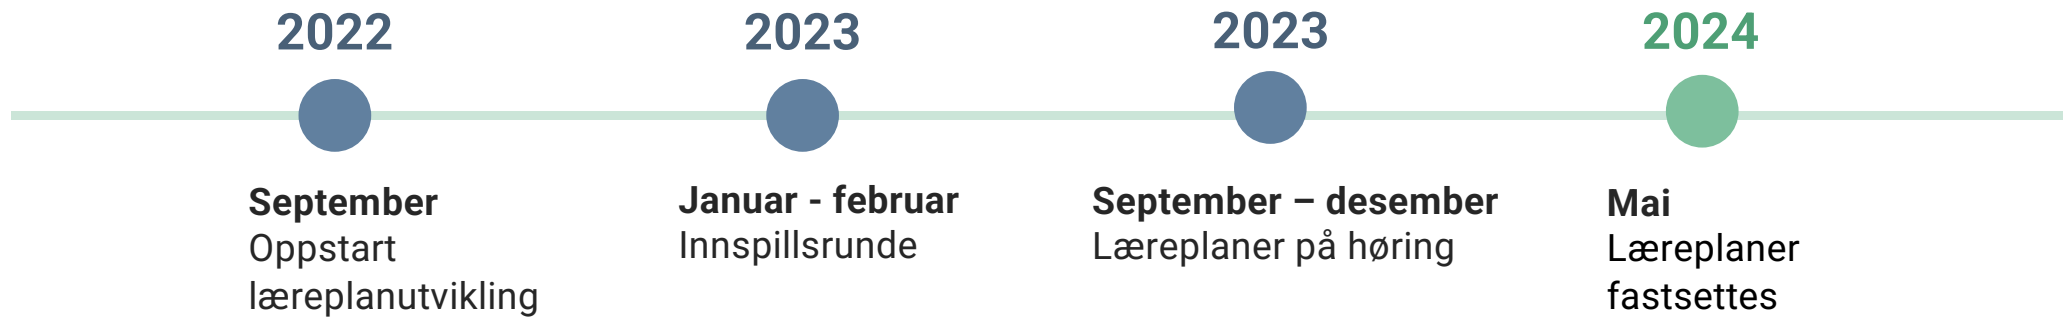 2022
September
Oppstart
læreplanutvikling
2023
Januar - februar
Innspillsrunde
2023
September – desember
Læreplaner på høring
2024
Mai
Læreplaner
fastsettes